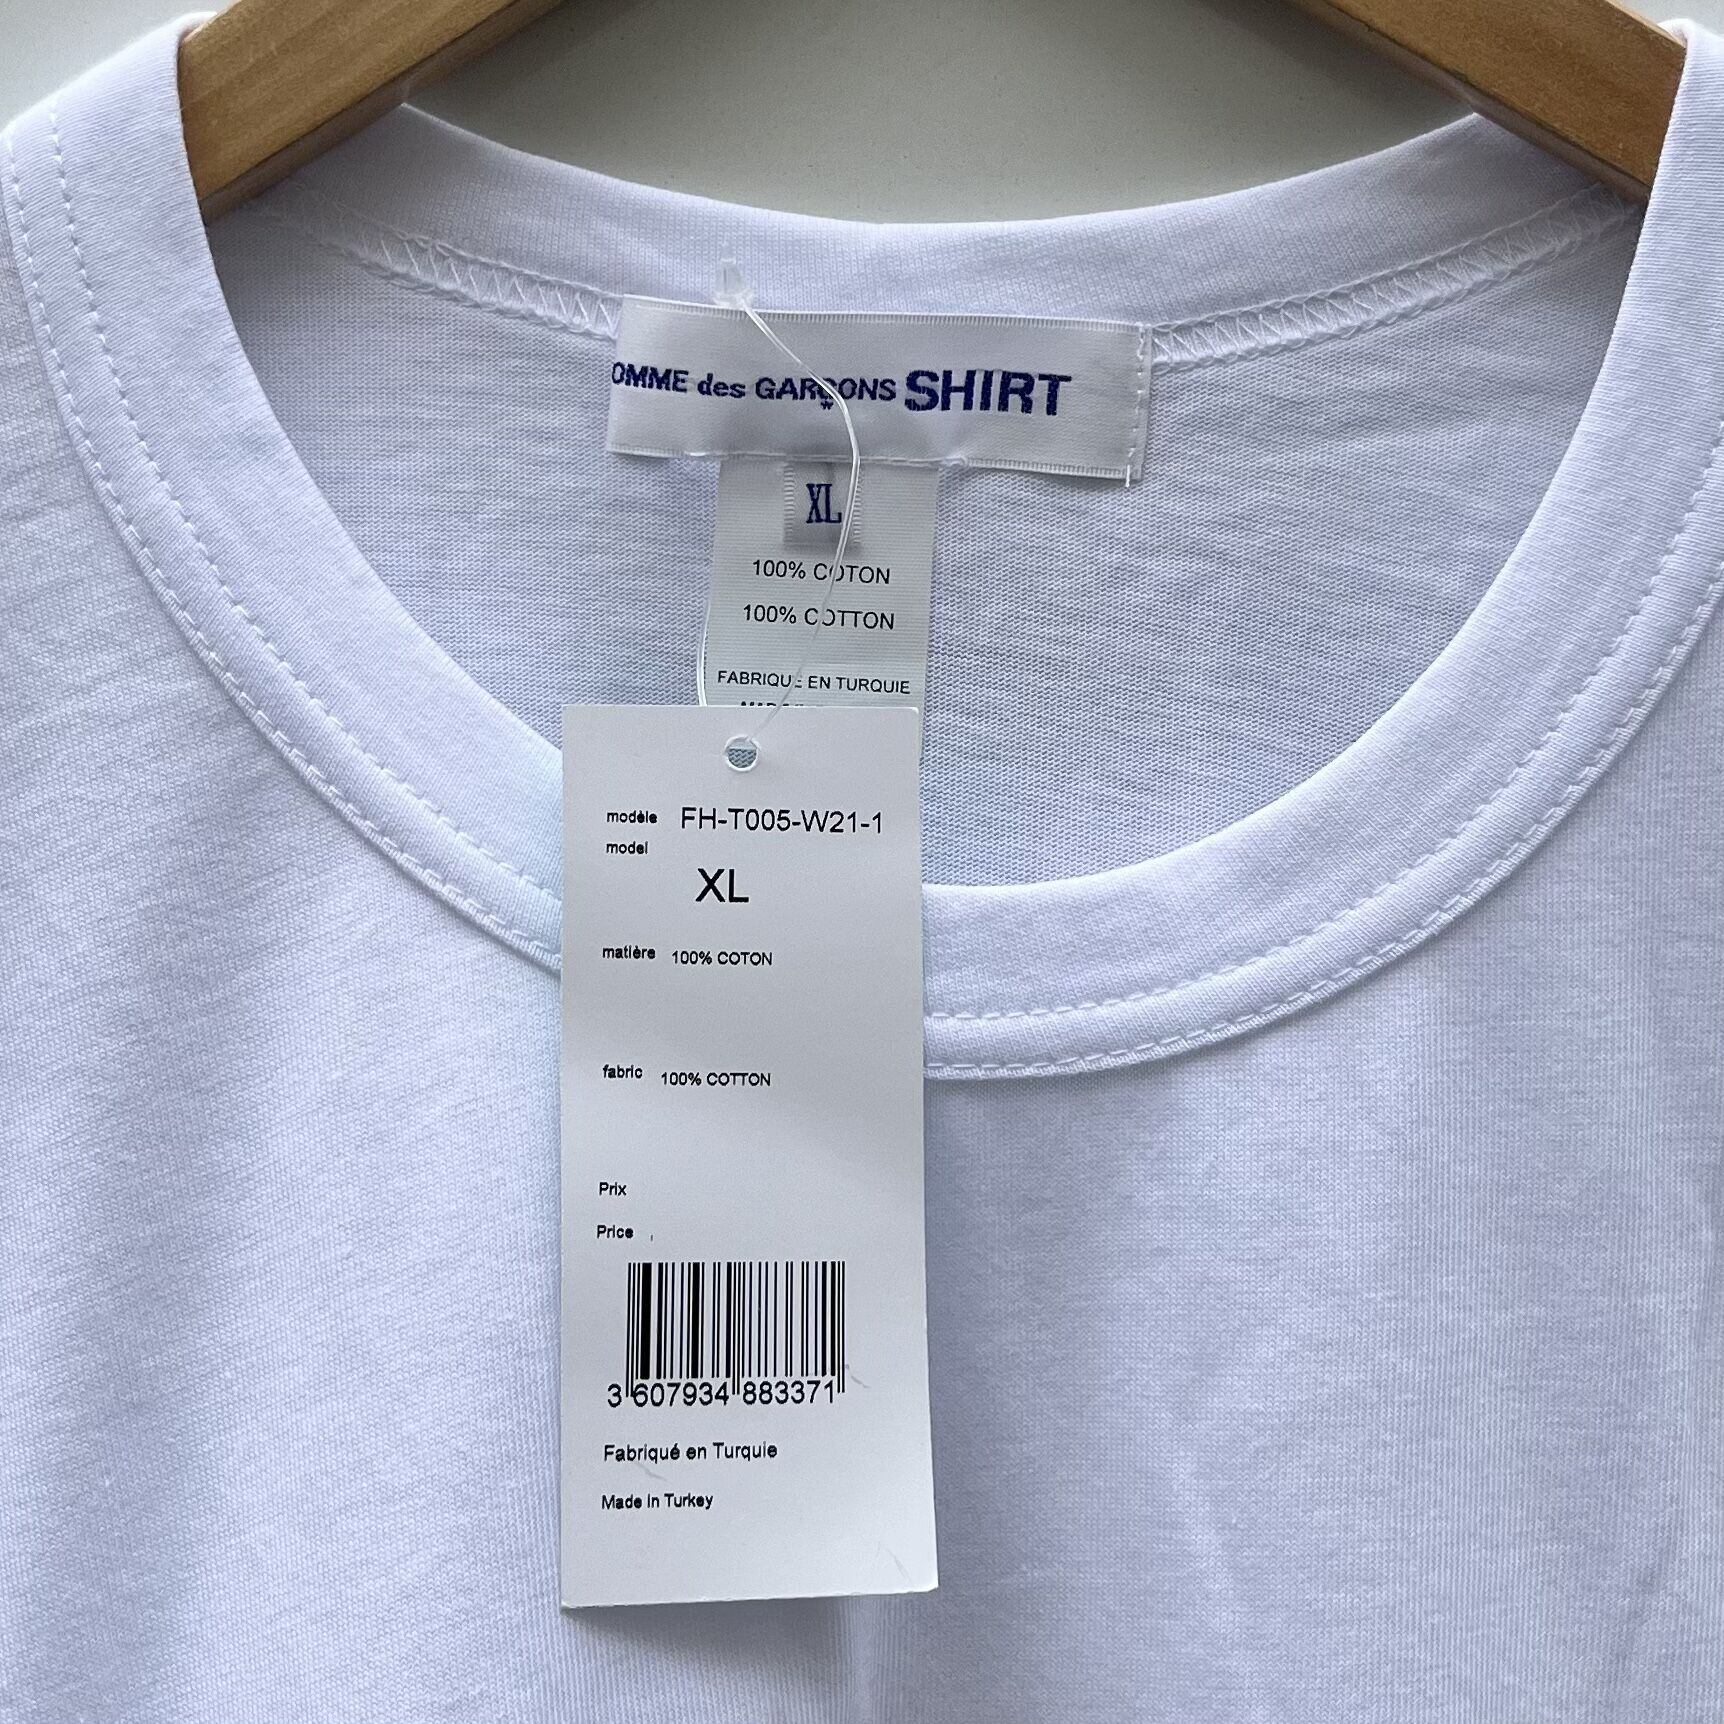 OMME des GARÇONS SHIRT
XL
100% COTON
100% COTTON
FABRIQUE EN TURQUIE
modèle FH-T005-W21-1
model
XL
matière 100% COTON
fabric 100% COTTON
Prix
Price
3 607934 883371
Fabriqué en Turquie
Made in Turkey